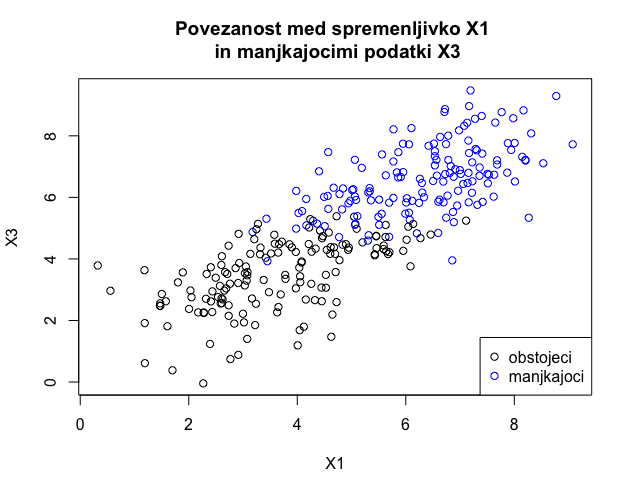 Povezanost med spremenljivko X1
in manjkajocimi podatki X3
X3
8
6
4
2
0
obstojeci
manjkajoci
0 2 4 6 8
X1